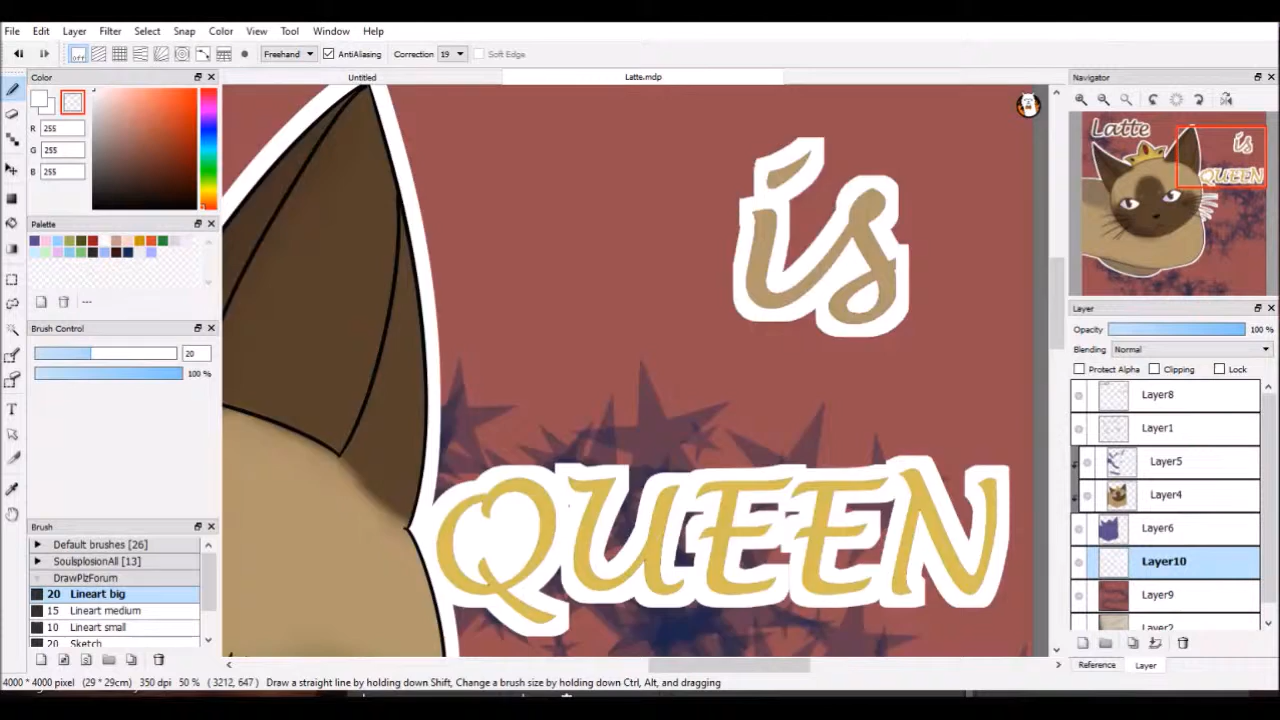 File Edit Layer Filter Select Snap Color View Tool Window Help
off Freehand AntiAliasing Correction 19 Soft Edge
Color
Untitled
Latte.mdp
Navigator
R 255
G 255
B 255
Latte
is
QUEEN
is
QUEEN
Palette
Brush Control
20
100 %
Layer
Opacity 100 %
Blending Normal
Protect Alpha Clipping Lock
Layer8
Layer1
Layer5
Layer4
Layer6
Layer10
Layer9
Layer2
Brush
Default brushes [26]
SoulsplosionAll [13]
DrawPlzForum
20 Lineart big
15 Lineart medium
10 Lineart small
20 Sketch
Reference Layer
4000 * 4000 pixel (29 * 29cm) 350 dpi 50 % ( 3212, 647 ) Draw a straight line by holding down Shift, Change a brush size by holding down Ctrl, Alt, and dragging